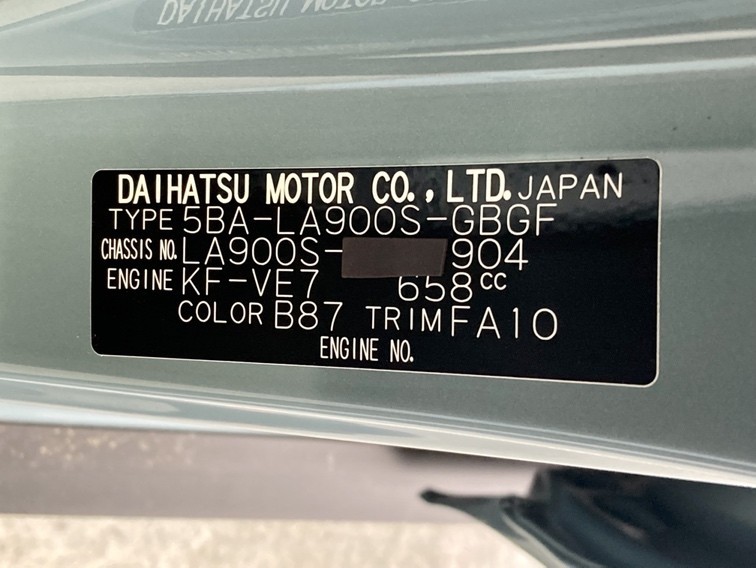 DAIHATSU MOTOR CO., LTD. JAPAN
TYPE 5BA-LA900S-GBGF
CHASSIS NO. LA900S- 904
ENGINE KF-VE7 658cc
COLOR B87 TRIM FA10
ENGINE NO.